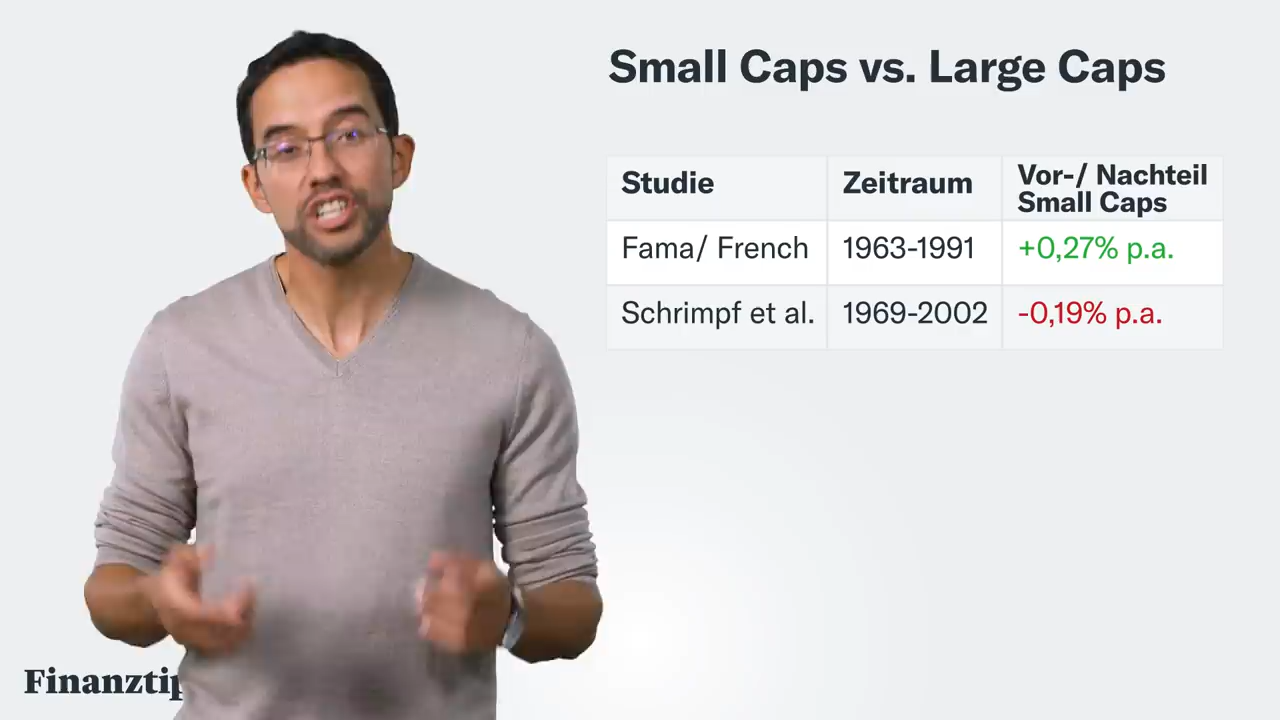 Small Caps vs. Large Caps
Studie Zeitraum Vor-/ Nachteil
Small Caps
Fama/ French 1963-1991 +0,27% p.a.
Schrimpf et al. 1969-2002 -0,19% p.a.
Finanztip